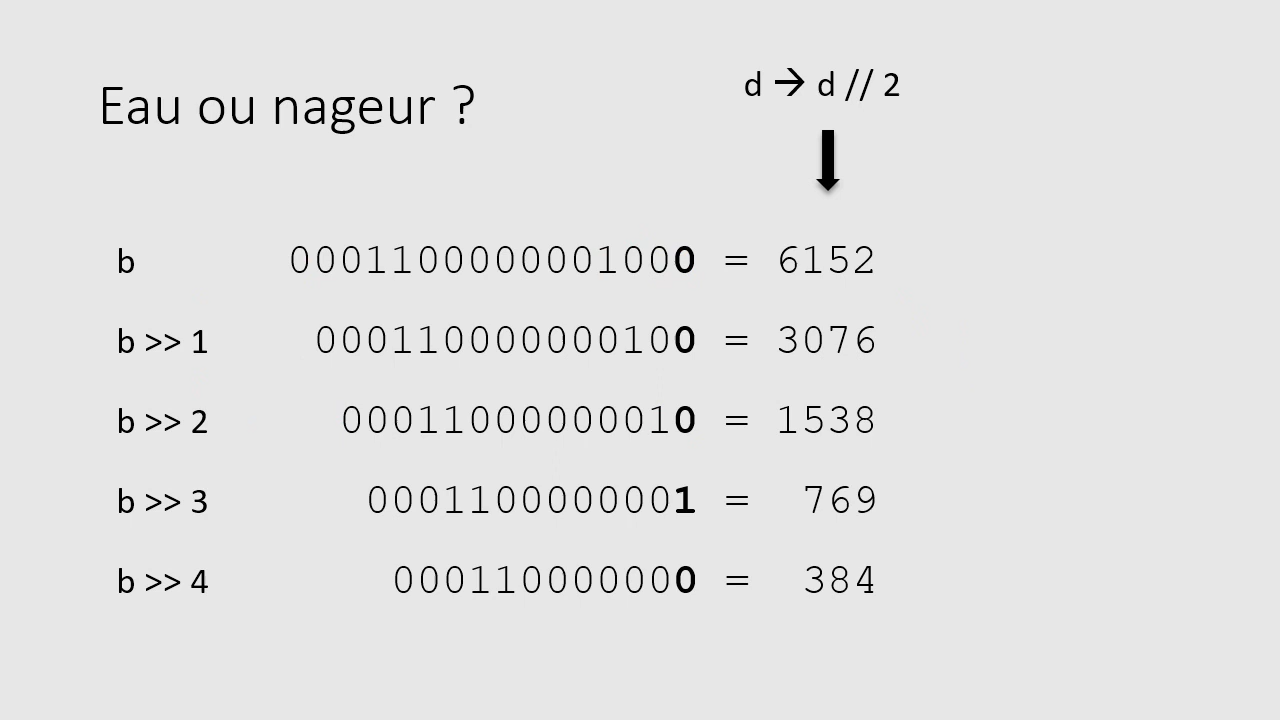 d → d // 2
Eau ou nageur ?
b 0001100000001000 = 6152
b >> 1 000110000000100 = 3076
b >> 2 00011000000010 = 1538
b >> 3 0001100000001 = 769
b >> 4 000110000000 = 384